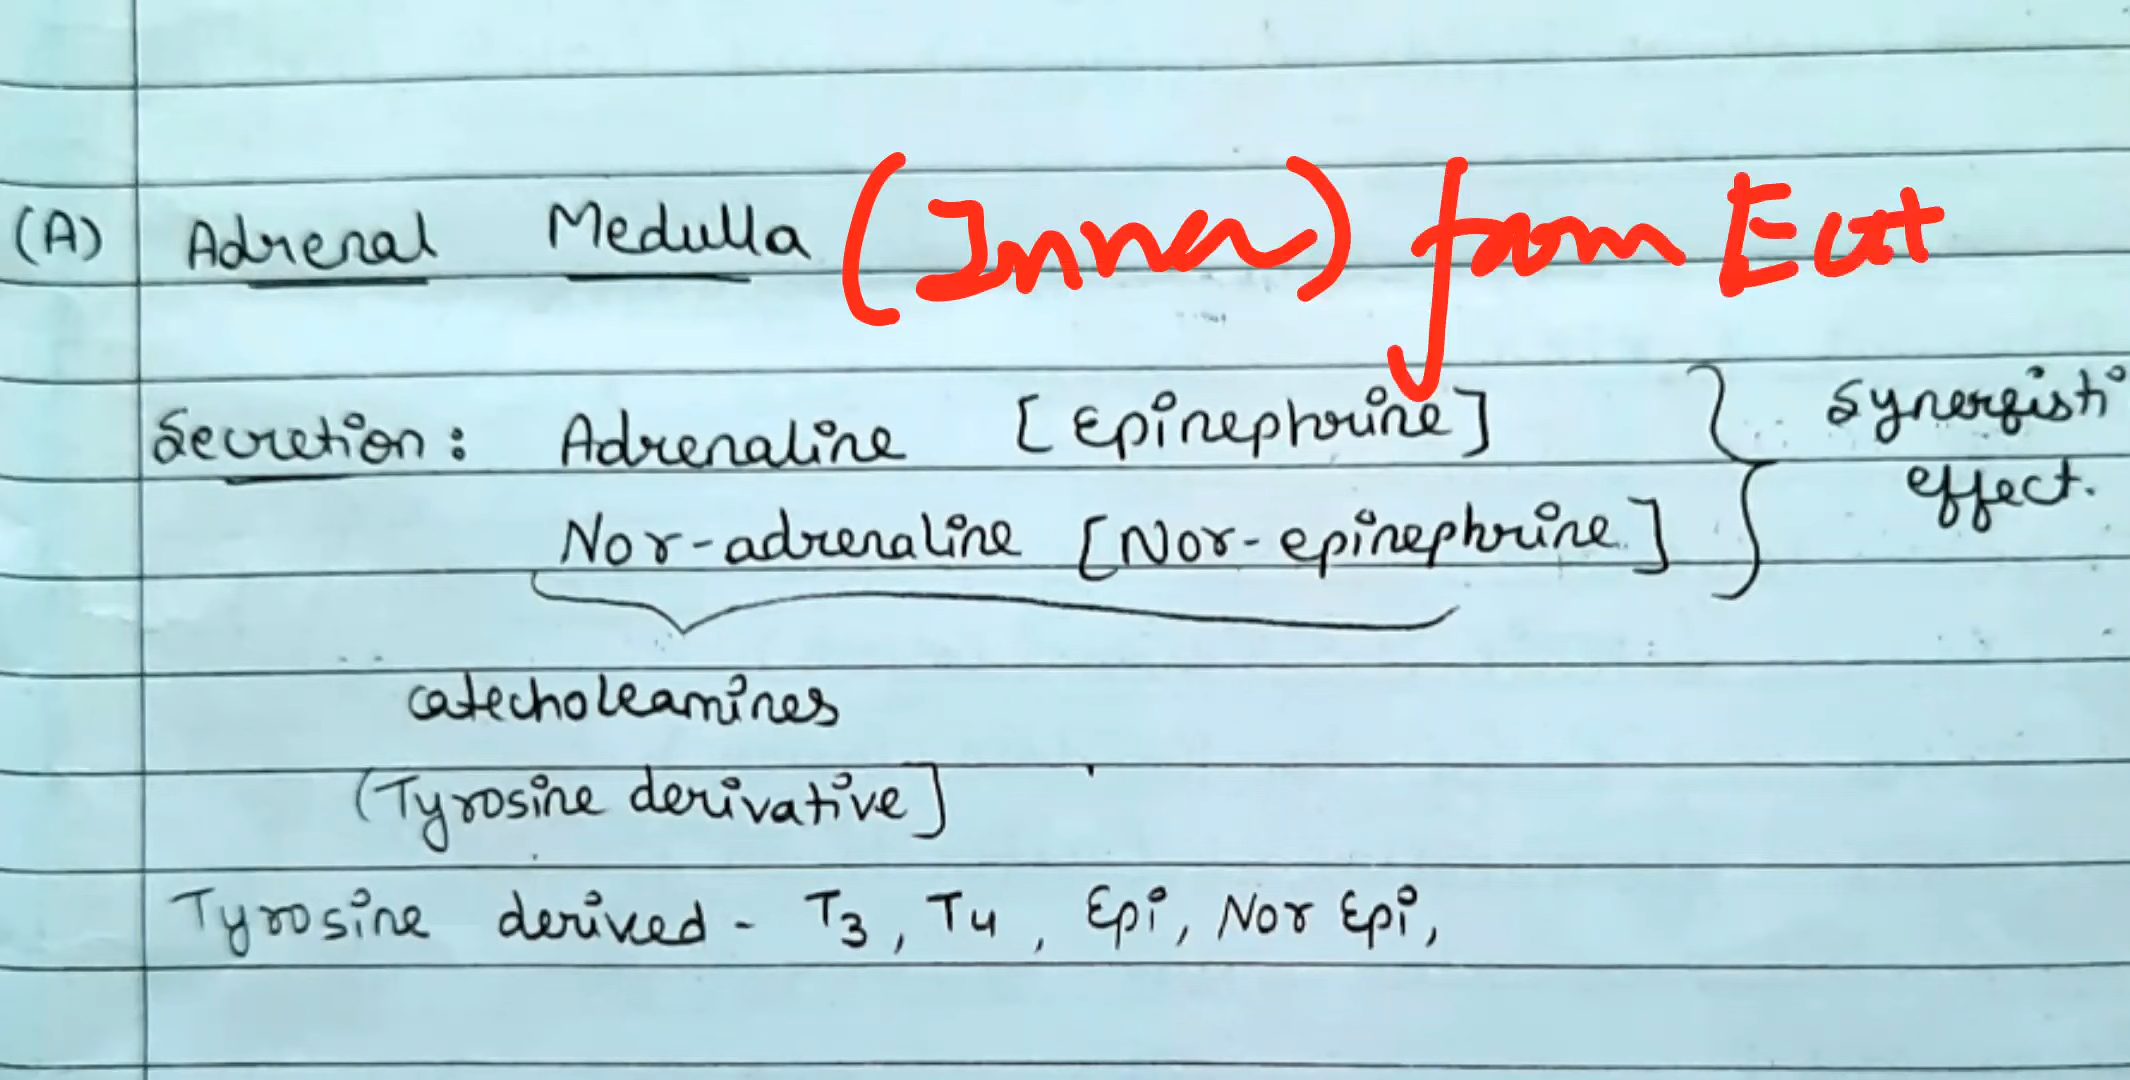 (A) Adrenal Medulla (Inner) from Ect
Secretion: Adrenaline [Epinephrine]
Nor-adrenaline [Nor-epinephrine]
Synergisti
effect.
catecholeamines
(Tyrosine derivative]
Tyrosine derived - T3, T4, Epi, Nor Epi,